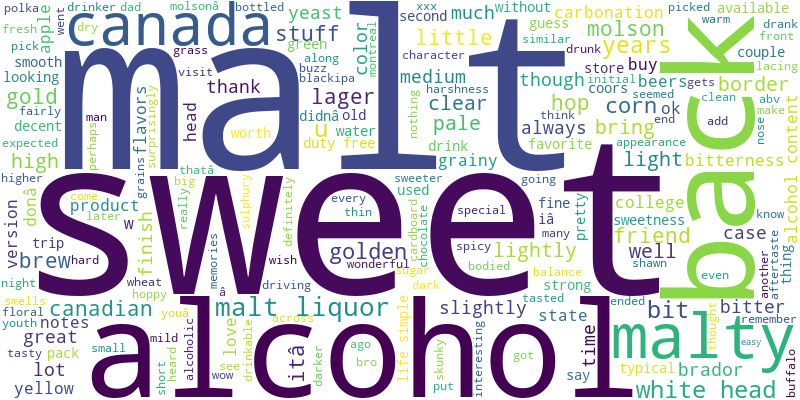 polka
drinker
dad
molsonâ
bottled
drunk
yeast
much
without
carbonation
xxx
second
picked
available
drank
front
warm
went
canada
stuff
little
molson
years
guess
similar
character
fresh
apple
dry
pick
smooth
looking
gold
fairly
decent
expected
high
higher
man
perhaps
grass
visit
thank
head
flavors
surprisingly
grains
worth
malt
green
buzz
blackipa
color
montreal
along
lager
didnâ
old
u
water
duty free
medium
harshness
clear
pale
nothing
drink
grainy
though
hop
always
think
favorite
store
coors
initial
buy
beer
corn
ok
end
seemed
bring
appearance
light
border
couple
gets
clean
lacing
add
abv
make
nose
content
bitterness
back
alcohol
version
donâ
come
product
later
trip
w
brew
hard
finish
thatâ
big
really
sulphury
definitely
every
thin
wish
golden
wonderful
driving
memories
â
wheat
hoppy
sweet
used
sweeter
cardboard
chocolate
special
spicy
bodied
lightly
going
fine
iâ
many
pretty
college
sweetness
friend
well
shawn
case
know
even
another
aftertaste
thing
night
smells
floral
youth
notes
canadian
youâ
great
tasty
pack
lot
yellow
small
mild
short
heard
alcoholic
wow
love
see
drinkable
across
malt liquor
itâ
darker
ago
bro
life simple
sugar
dark
skunky
put
slightly
interesting
balance
tasted
strong
state
got
time
say
ended
bit
bitter
remember
thought
easy
malty
typical
brador
white head
buffalo
alcohol